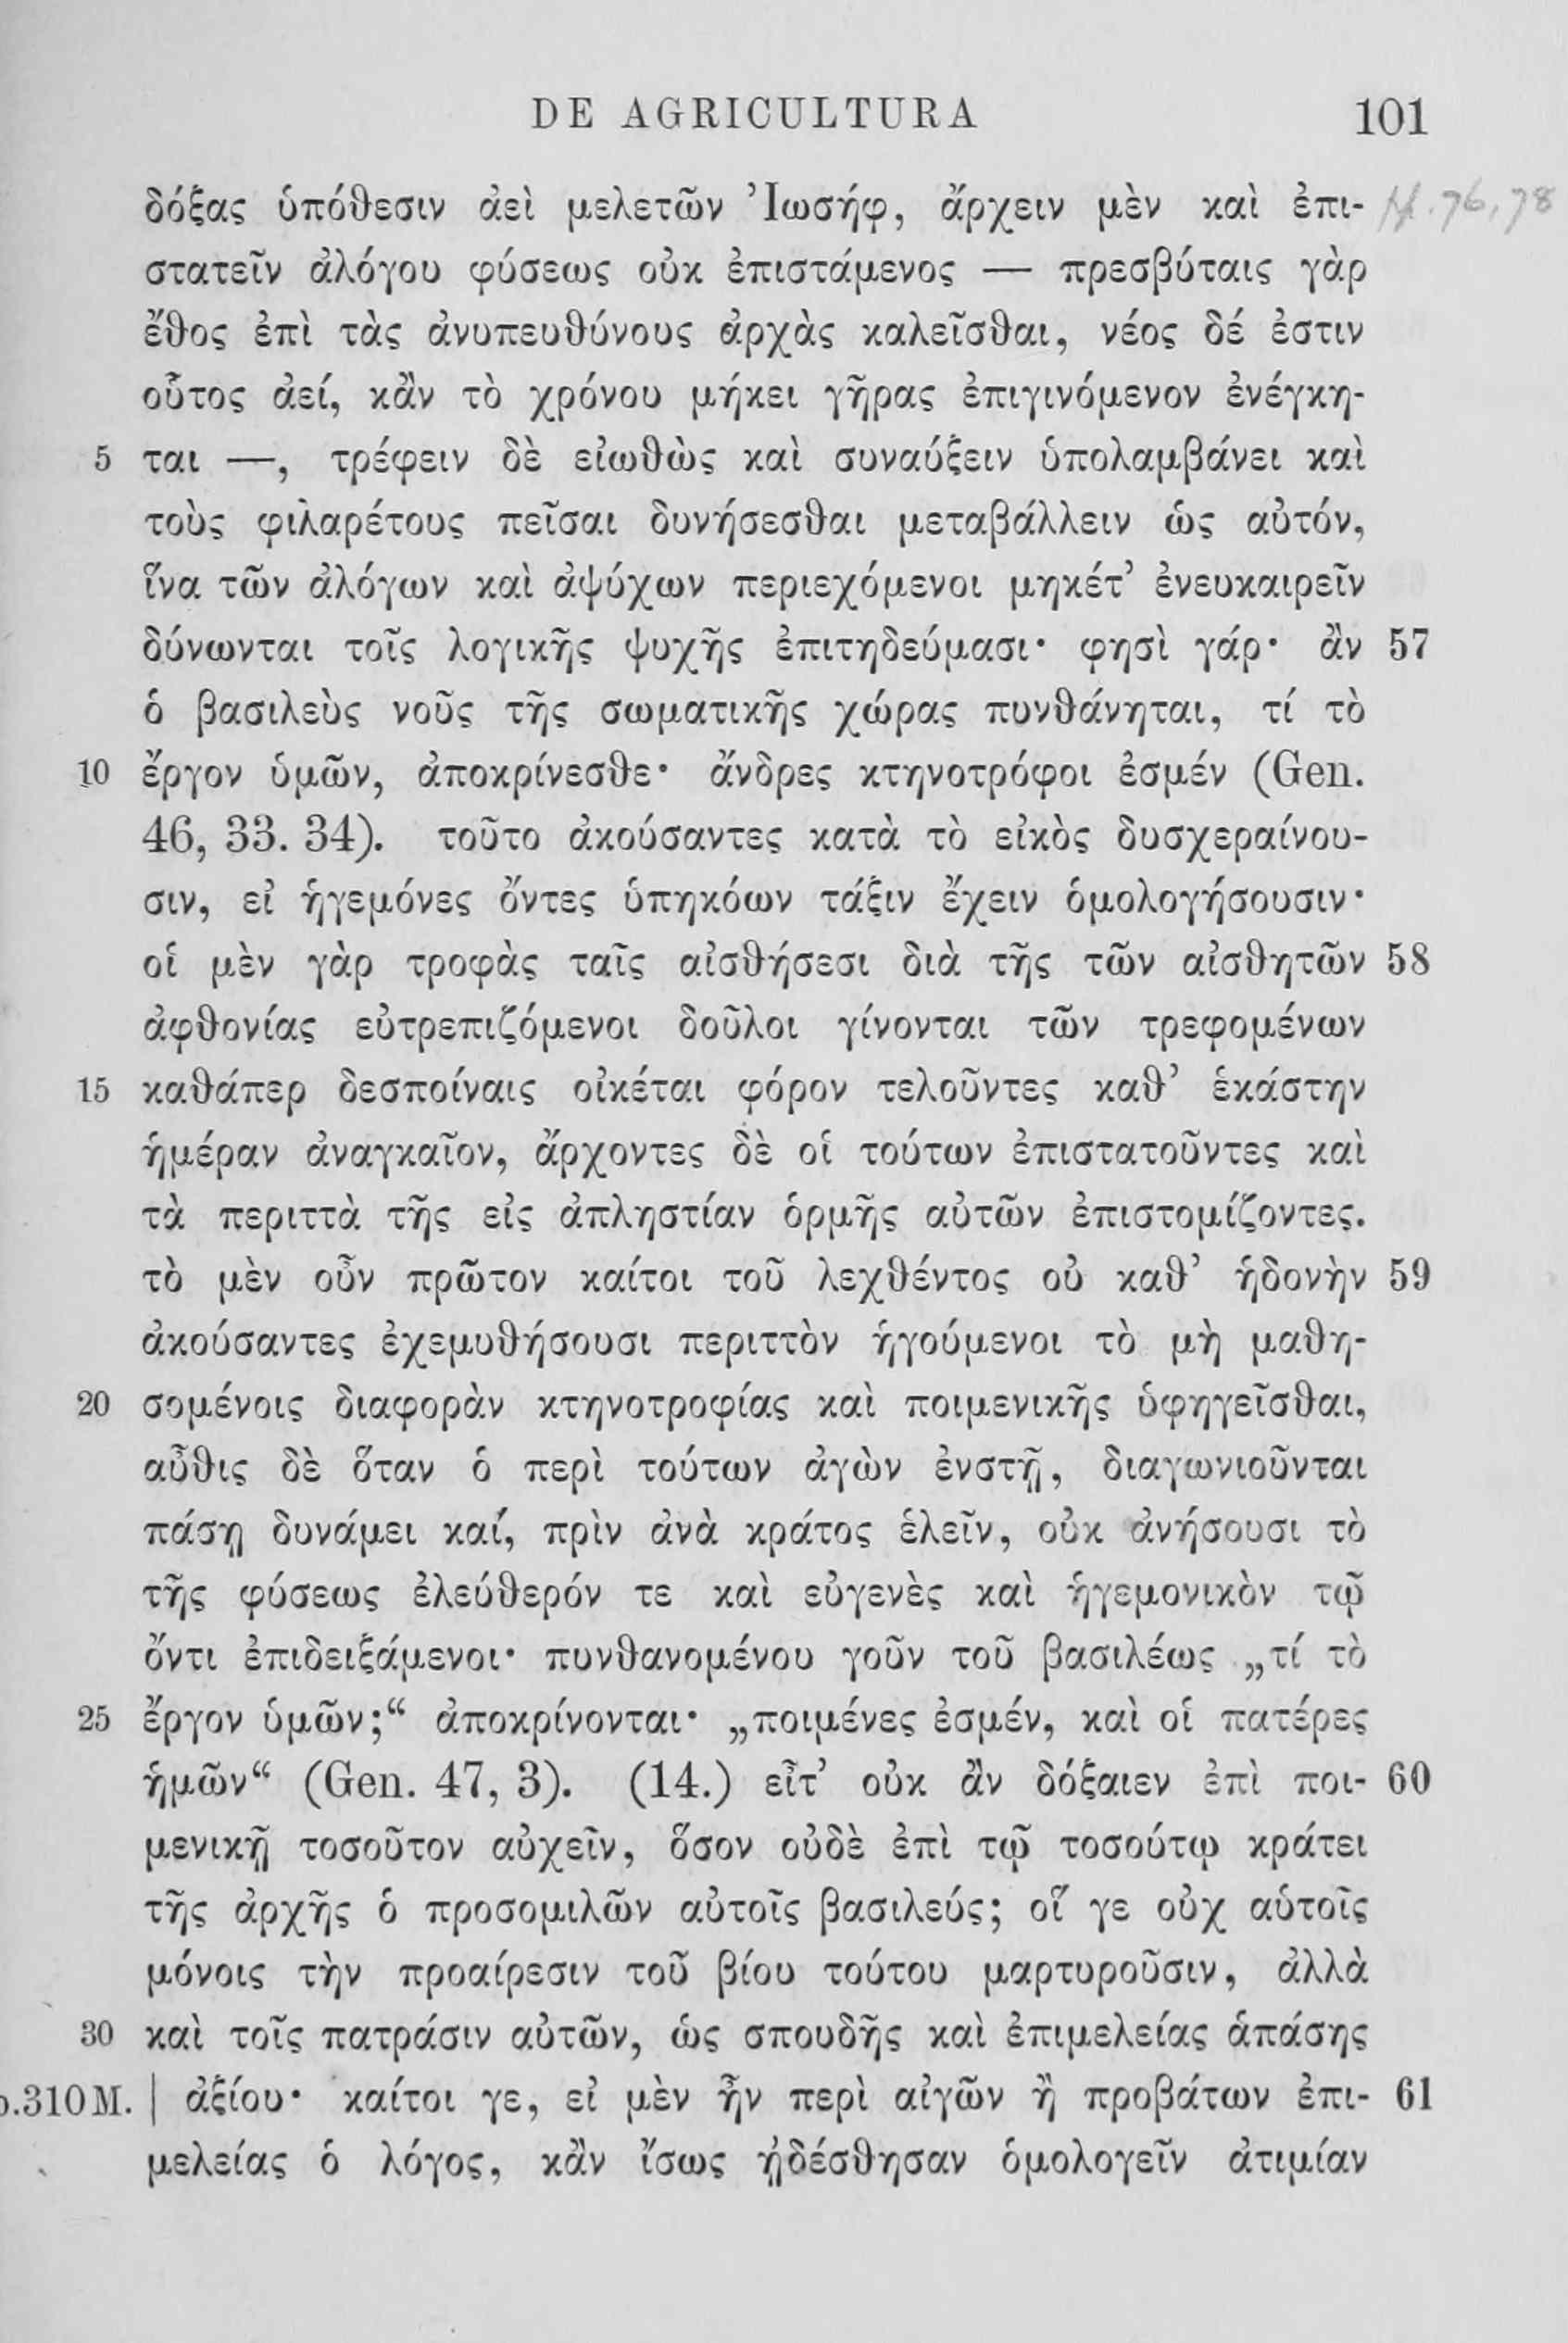 DE AGRICULTURA 101
δόξας ὑπόθεσιν ἀεὶ μελετῶν Ἰωσήφ, ἄρχειν μὲν καὶ ἐπι- 76, 78
στατεῖν ἀλόγου φύσεως οὐκ ἐπιστάμενος — πρεσβύταις γὰρ
ἔθος ἐπὶ τὰς ἀνυπευθύνους ἀρχὰς καλεῖσθαι, νέος δέ ἐστιν
οὗτος ἀεί, κἂν τὸ χρόνου μήκει γῆρας ἐπιγινόμενον ἐνέγκη-
5 ται —, τρέφειν δὲ εἰωθὼς καὶ συναύξειν ὑπολαμβάνει καὶ
τοὺς φιλαρέτους πεῖσαι δυνήσεσθαι μεταβάλλειν ὡς αὑτόν,
ἵνα τῶν ἀλόγων καὶ ἀψύχων περιεχόμενοι μηκέτ’ ἐνευκαιρεῖν
δύνωνται τοῖς λογικῆς ψυχῆς ἐπιτηδεύμασι· φησὶ γάρ· ἂν 57
ὁ βασιλεὺς νοῦς τῆς σωματικῆς χώρας πυνθάνηται, τί τὸ
10 ἔργον ὑμῶν, ἀποκρίνεσθε· ἄνδρες κτηνοτρόφοι ἐσμέν (Gen.
46, 33. 34). τοῦτο ἀκούσαντες κατὰ τὸ εἰκὸς δυσχεραίνου-
σιν, εἰ ἡγεμόνες ὄντες ὑπηκόων τάξιν ἔχειν ὁμολογήσουσιν·
οἱ μὲν γὰρ τροφὰς ταῖς αἰσθήσεσι διὰ τῆς τῶν αἰσθητῶν 58
ἀφθονίας εὐτρεπιζόμενοι δοῦλοι γίνονται τῶν τρεφομένων
15 καθάπερ δεσποίναις οἰκέται φόρον τελοῦντες καθ’ ἑκάστην
ἡμέραν ἀναγκαῖον, ἄρχοντες δὲ οἱ τούτων ἐπιστατοῦντες καὶ
τὰ περιττὰ τῆς εἰς ἀπληστίαν ὁρμῆς αὐτῶν ἐπιστομίζοντες.
τὸ μὲν οὖν πρῶτον καίτοι τοῦ λεχθέντος οὐ καθ’ ἡδονὴν 59
ἀκούσαντες ἐχεμυθήσουσι περιττὸν ἡγούμενοι τὸ μὴ μαθη-
20 σομένοις διαφορὰν κτηνοτροφίας καὶ ποιμενικῆς ὑφηγεῖσθαι,
αὖθις δὲ ὅταν ὁ περὶ τούτων ἀγὼν ἐνστῇ, διαγωνιοῦνται
πάσῃ δυνάμει καί, πρὶν ἀνὰ κράτος ἑλεῖν, οὐκ ἀνήσουσι τὸ
τῆς φύσεως ἐλεύθερόν τε καὶ εὐγενὲς καὶ ἡγεμονικὸν τῷ
ὄντι ἐπιδειξάμενοι· πυνθανομένου γοῦν τοῦ βασιλέως „τί τὸ
25 ἔργον ὑμῶν;“ ἀποκρίνονται· „ποιμένες ἐσμέν, καὶ οἱ πατέρες
ἡμῶν“ (Gen. 47, 3). (14.) εἶτ’ οὐκ ἂν δόξαιεν ἐπὶ ποι- 60
μενικῇ τοσοῦτον αὐχεῖν, ὅσον οὐδὲ ἐπὶ τῷ τοσούτῳ κράτει
τῆς ἀρχῆς ὁ προσομιλῶν αὐτοῖς βασιλεύς; οἵ γε οὐχ αὑτοῖς
μόνοις τὴν προαίρεσιν τοῦ βίου τούτου μαρτυροῦσιν, ἀλλὰ
30 καὶ τοῖς πατράσιν αὐτῶν, ὡς σπουδῆς καὶ ἐπιμελείας ἁπάσης
p.310 M. | ἀξίου· καίτοι γε, εἰ μὲν ἦν περὶ αἰγῶν ἢ προβάτων ἐπι- 61
μελείας ὁ λόγος, κἂν ἴσως ᾐδέσθησαν ὁμολογεῖν ἀτιμίαν